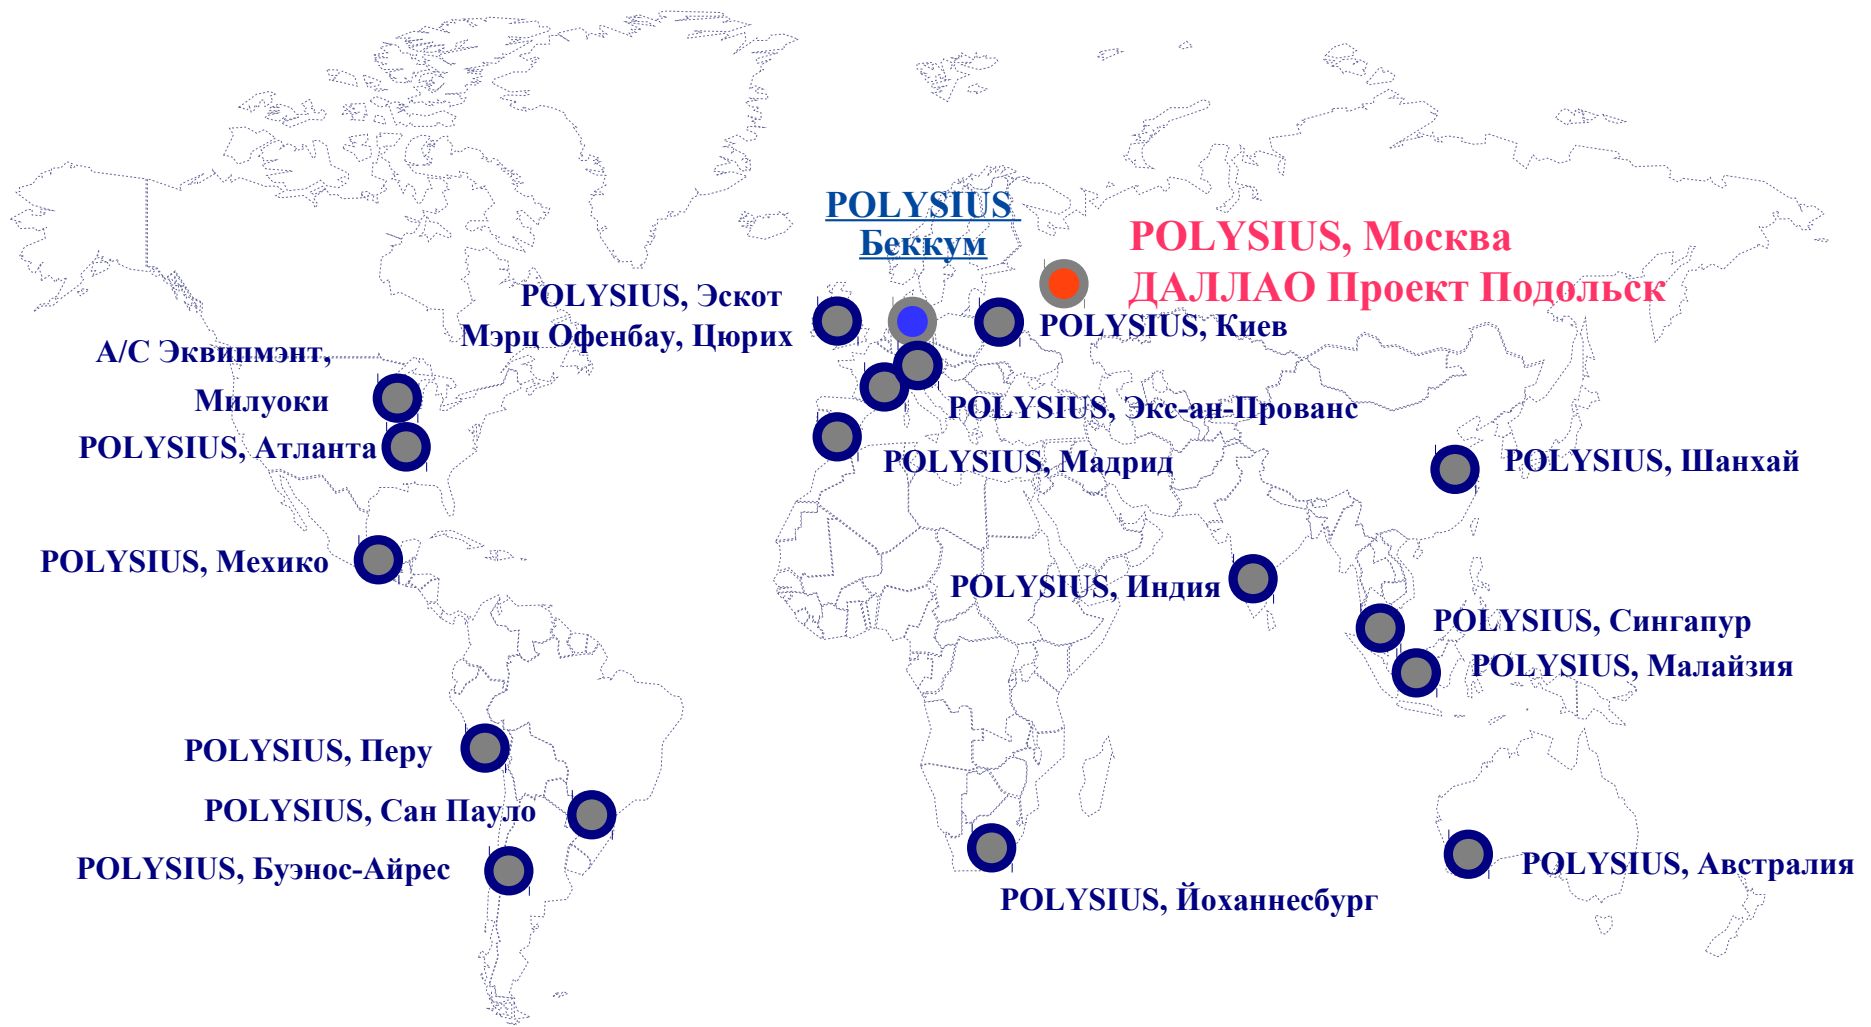 POLYSIUS
Беккум
POLYSIUS, Москва
ДАЛЛАО Проект Подольск
POLYSIUS, Эскот
Мэрц Офенбау, Цюрих
POLYSIUS, Киев
А/С Эквипмэнт,
Милуоки
POLYSIUS, Экс-ан-Прованс
POLYSIUS, Атланта
POLYSIUS, Мадрид
POLYSIUS, Шанхай
POLYSIUS, Мехико
POLYSIUS, Индия
POLYSIUS, Сингапур
POLYSIUS, Малайзия
POLYSIUS, Перу
POLYSIUS, Сан Пауло
POLYSIUS, Буэнос-Айрес
POLYSIUS, Австралия
POLYSIUS, Йоханнесбург